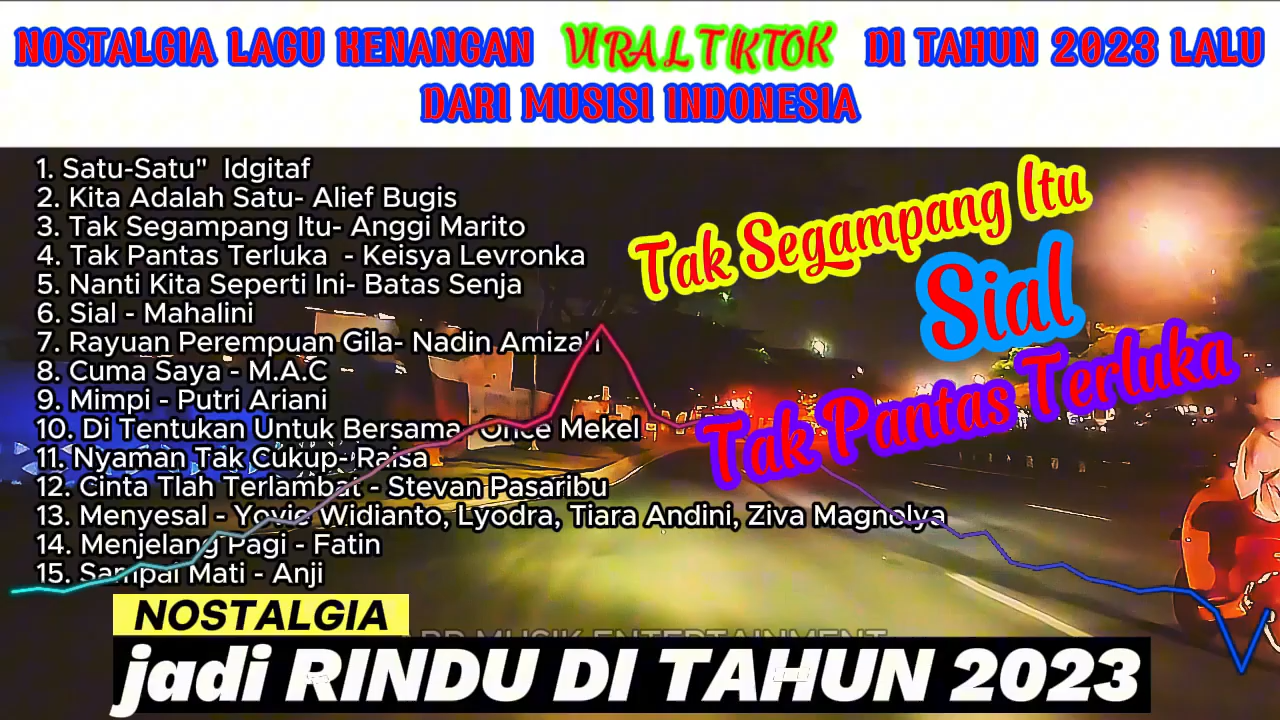 NOSTALGIA LAGU KENANGAN VIRAL TIKTOK DI TAHUN 2023 LALU
DARI MUSISI INDONESIA
1. Satu-Satu" Idgitaf
2. Kita Adalah Satu- Alief Bugis
3. Tak Segampang Itu- Anggi Marito
4. Tak Pantas Terluka - Keisya Levronka
5. Nanti Kita Seperti Ini- Batas Senja
6. Sial - Mahalini
7. Rayuan Perempuan Gila- Nadin Amizah
8. Cuma Saya - M.A.C
9. Mimpi - Putri Ariani
10. Di Tentukan Untuk Bersama- Once Mekel
11. Nyaman Tak Cukup- Raisa
12. Cinta Tlah Terlambat - Stevan Pasaribu
13. Menyesal - Yovie Widianto, Lyodra, Tiara Andini, Ziva Magnolya
14. Menjelang Pagi - Fatin
15. Sampai Mati - Anji
Tak Segampang Itu
Sial
Tak Pantas Terluka
NOSTALGIA
MUSIK ENTERTAINMENT
jadi RINDU DI TAHUN 2023